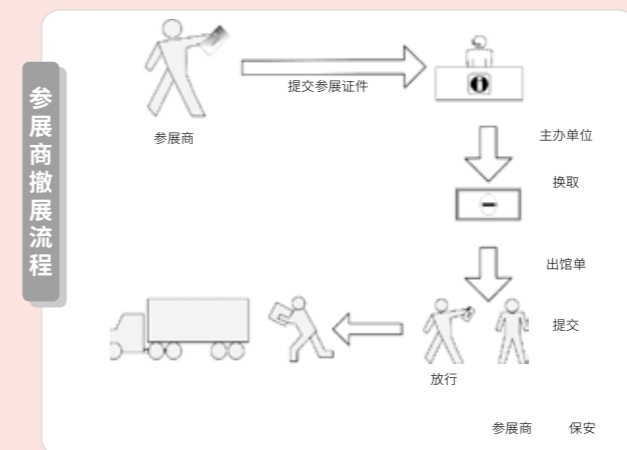 参展商撤展流程
提交参展证件
参展商
主办单位
换取
出馆单
提交
放行
参展商 保安